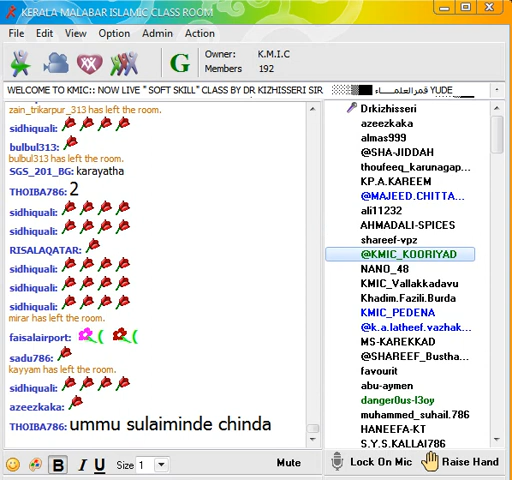 KERALA MALABAR ISLAMIC CLASS ROOM
File Edit View Option Admin Action
G
Owner: K.M.I.C
Members 192
WELCOME TO KMIC:: NOW LIVE " SOFT SKILL" CLASS BY DR KIZHISSERI SIR قمرالعلمـــاء YUDE
zain_trikarpur_313 has left the room.
sidhiquali:
bulbul313:
bulbul313 has left the room.
SGS_201_BG: karayatha
THOIBA786: 2
sidhiquali:
sidhiquali:
RISALAQATAR:
sidhiquali:
sidhiquali:
sidhiquali:
mirar has left the room.
faisalairport:
sadu786:
kayyam has left the room.
sidhiquali:
azeezkaka:
THOIBA786: ummu sulaiminde chinda
Drkizhisseri
azeezkaka
almas999
@SHA-JIDDAH
thoufeeq_karunagap...
KP.A.KAREEM
@MAJEED.CHITTA...
ali11232
AHMADALI-SPICES
shareef-vpz
@KMIC_KOORIYAD
NANO_48
KMIC_Vallakkadavu
Khadim.Fazili.Burda
KMIC_PEDENA
@k.a.latheef.vazhak...
MS-KAREKKAD
@SHAREEF_Bustha...
favourit
abu-aymen
danger0us-l3oy
muhammed_suhail.786
HANEEFA-KT
S.Y.S.KALLAI786
B I U Size 1 Mute
Lock On Mic Raise Hand